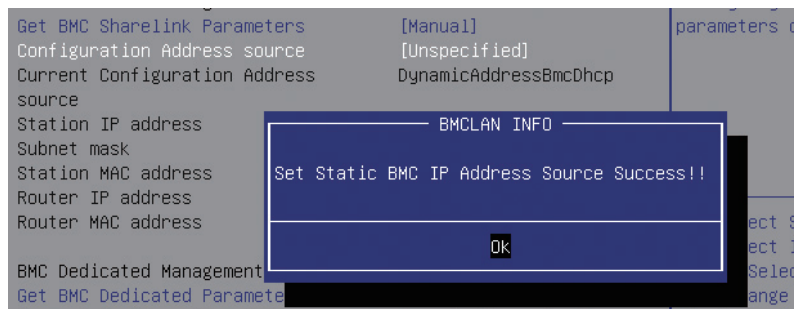 Get BMC Sharelink Parameters [Manual] parameters
Configuration Address source [Unspecified]
Current Configuration Address DynamicAddressBmcDhcp
source
Station IP address
BMCLAN INFO
Subnet mask
Station MAC address
Set Static BMC IP Address Source Success!!
Router IP address
Router MAC address
ect
Ok
ect
BMC Dedicated Management
Selec
Get BMC Dedicated Paramete
ange